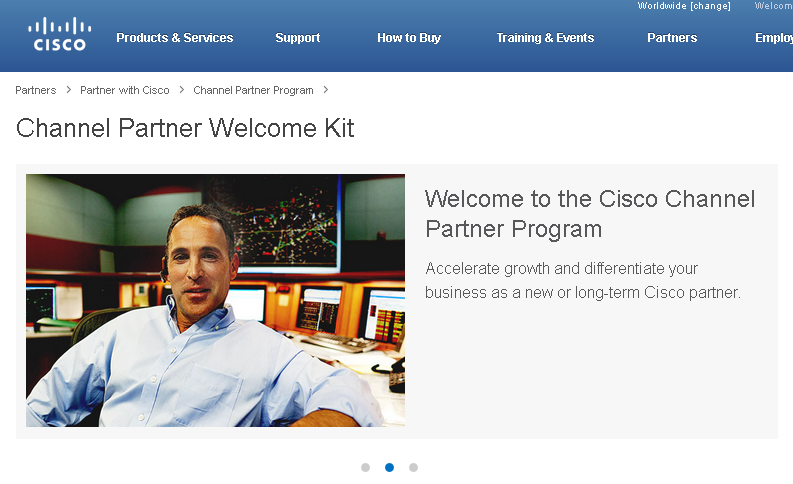 Worldwide [change] Welcom
CISCO
Products & Services Support How to Buy Training & Events Partners Employ
Partners > Partner with Cisco > Channel Partner Program >
Channel Partner Welcome Kit
Welcome to the Cisco Channel
Partner Program
Accelerate growth and differentiate your
business as a new or long-term Cisco partner.